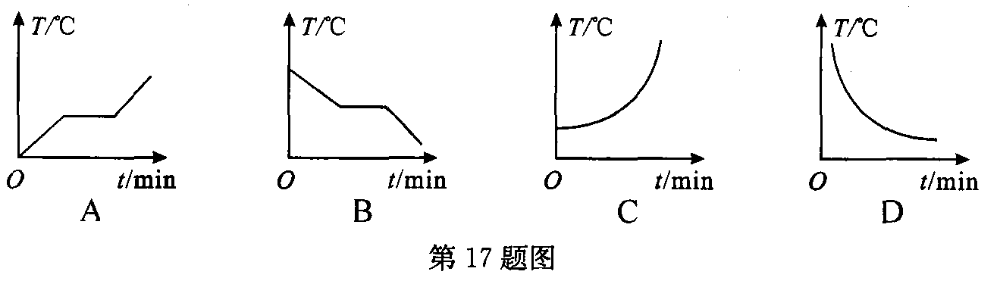 T/℃ T/℃ T/℃ T/℃
O t/min O t/min O t/min O t/min
A B C D
第 17 题图